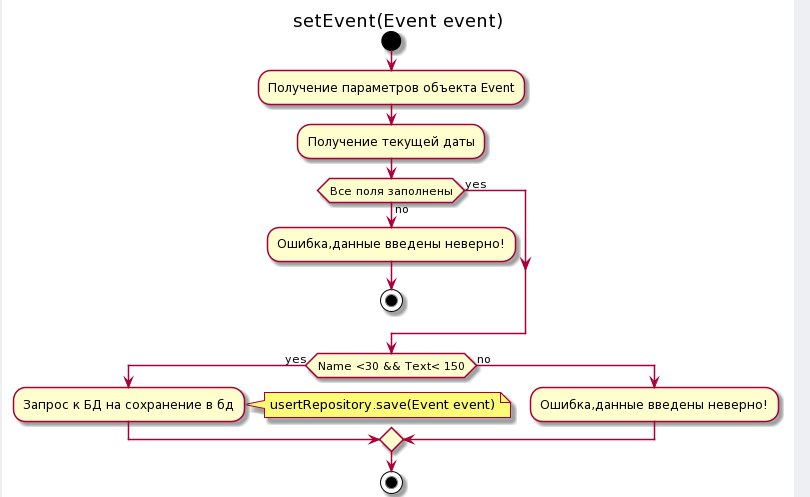 setEvent(Event event)
Получение параметров объекта Event
Получение текущей даты
Все поля заполнены
yes
no
Ошибка,данные введены неверно!
yes
Name <30 && Text< 150
no
Запрос к БД на сохранение в бд
usertRepository.save(Event event)
Ошибка,данные введены неверно!